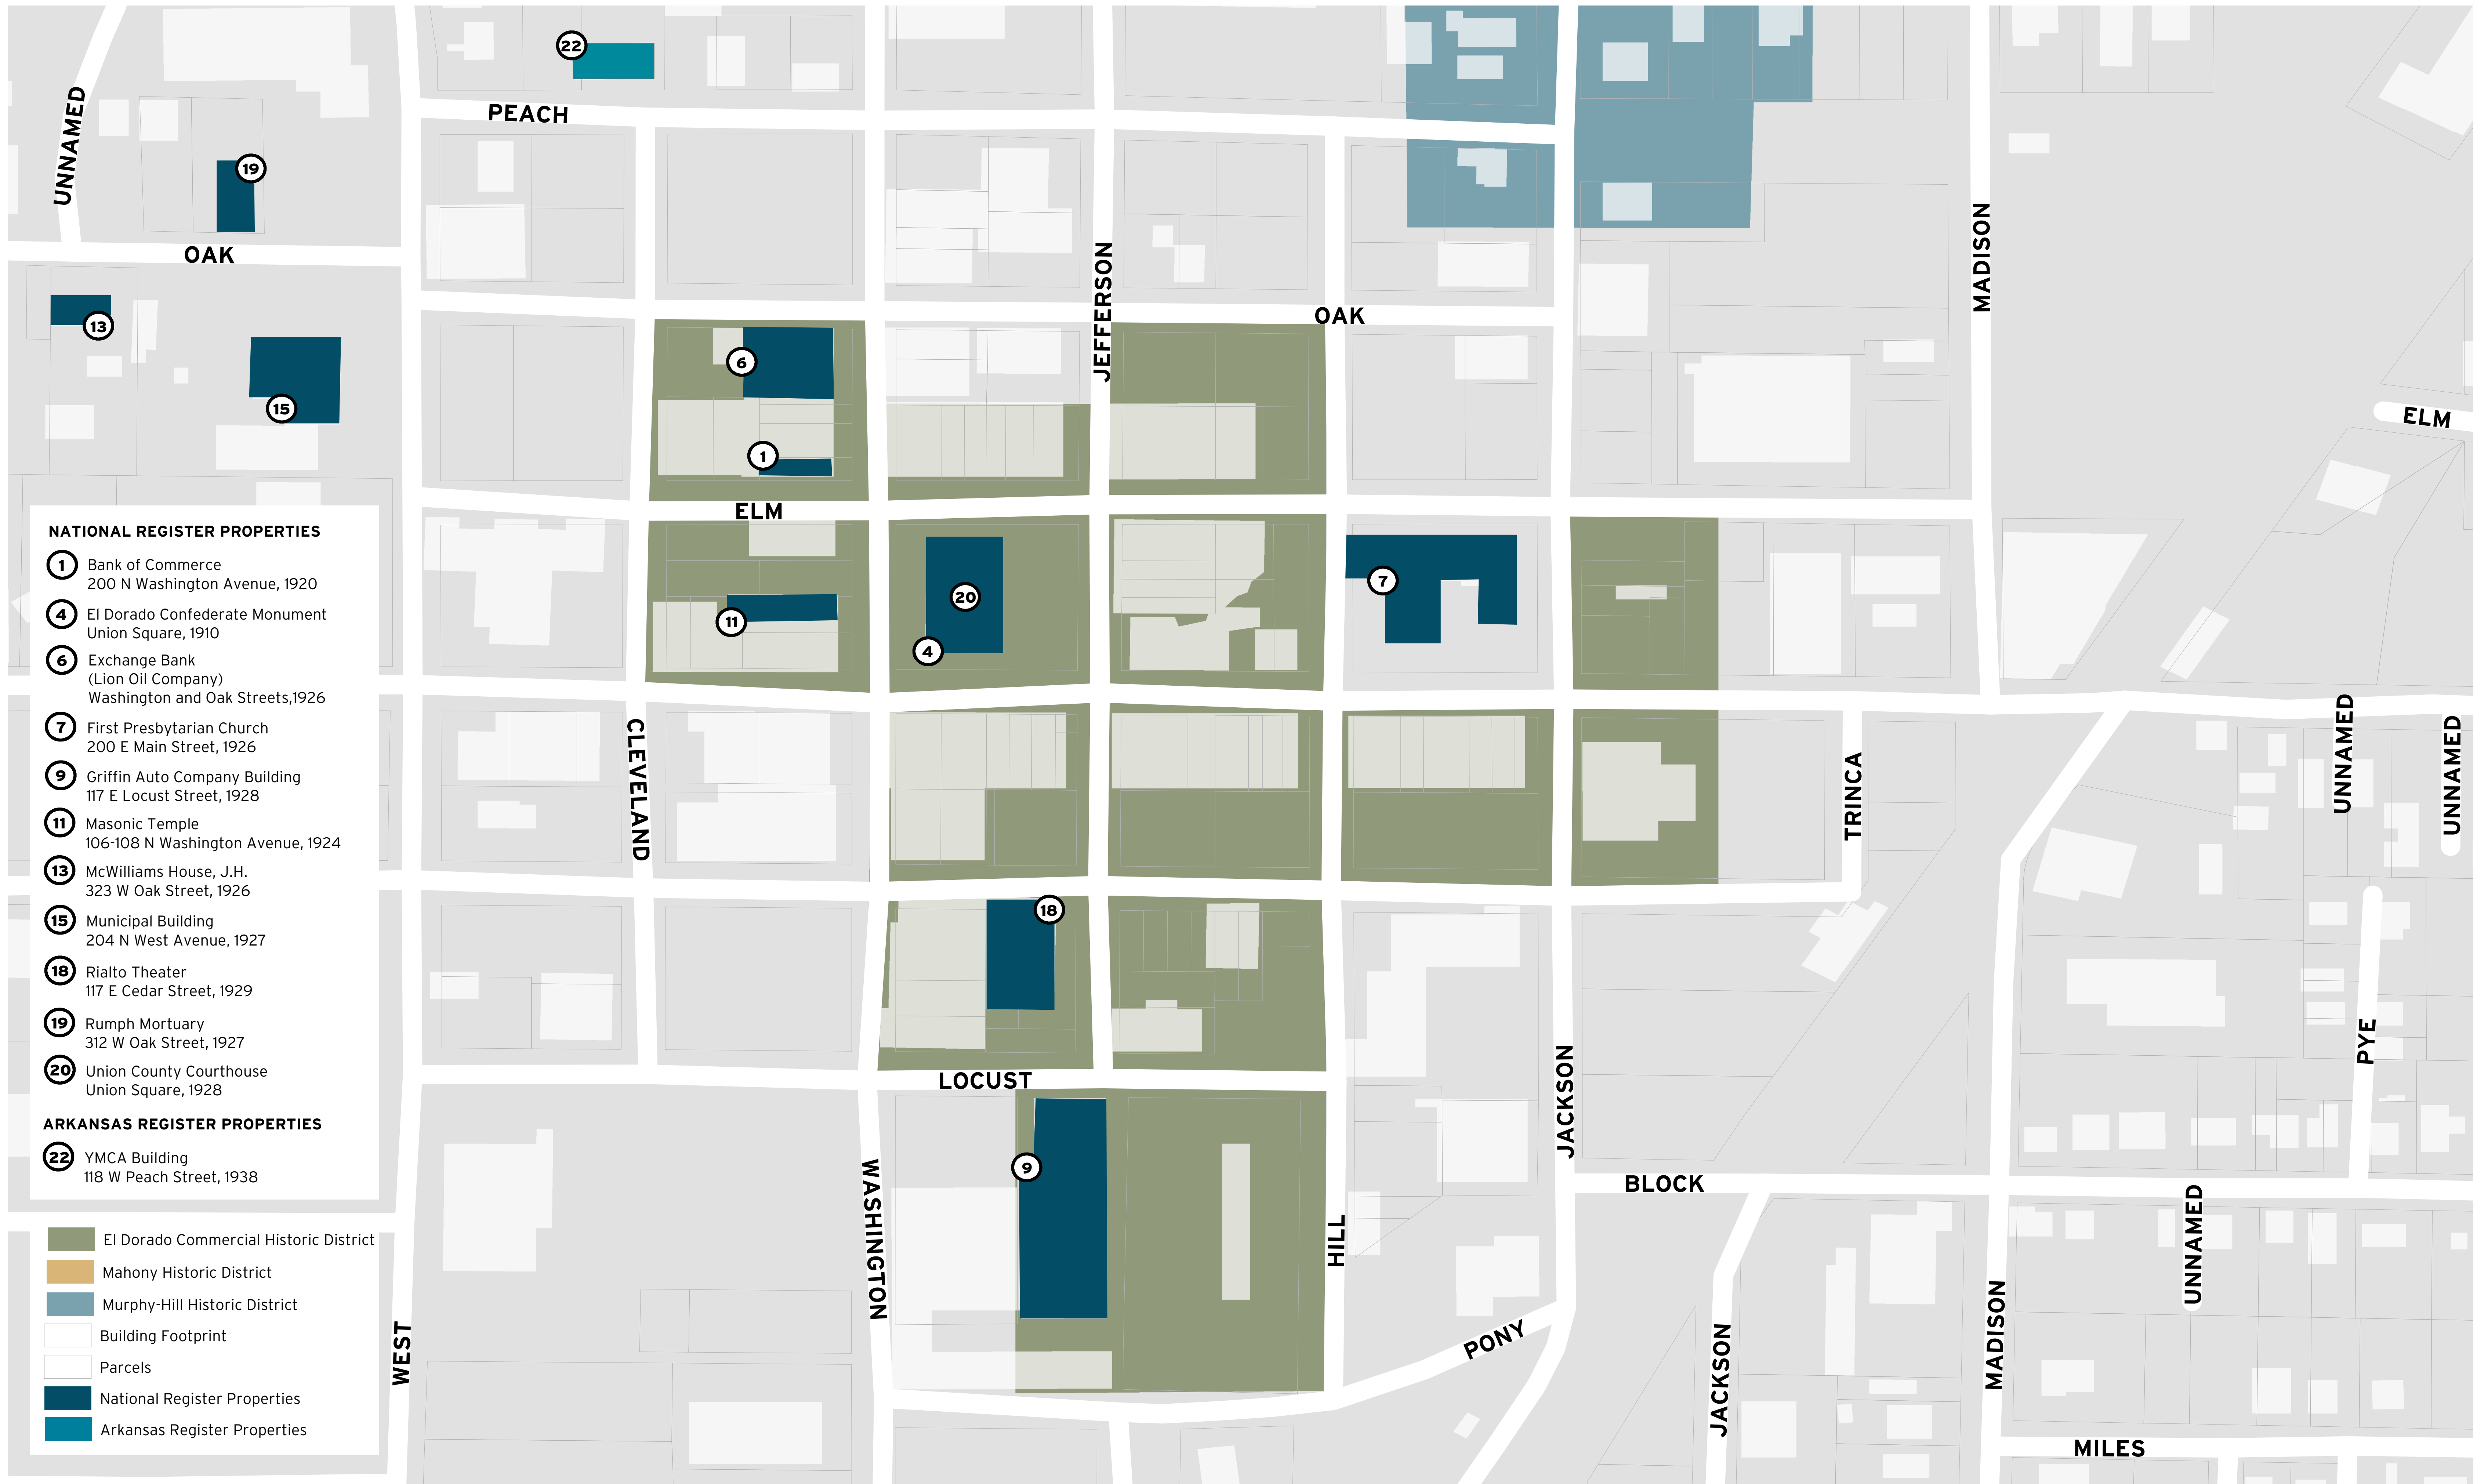 22
PEACH
UNNAMED
19
OAK
MADISON
JEFFERSON
OAK
13
6
15
ELM
1
ELM
7
20
11
4
NATIONAL REGISTER PROPERTIES
1 Bank of Commerce
200 N Washington Avenue, 1920
4 El Dorado Confederate Monument
Union Square, 1910
6 Exchange Bank
(Lion Oil Company)
Washington and Oak Streets,1926
7 First Presbytarian Church
200 E Main Street, 1926
9 Griffin Auto Company Building
117 E Locust Street, 1928
11 Masonic Temple
106-108 N Washington Avenue, 1924
13 McWilliams House, J.H.
323 W Oak Street, 1926
15 Municipal Building
204 N West Avenue, 1927
18 Rialto Theater
117 E Cedar Street, 1929
19 Rumph Mortuary
312 W Oak Street, 1927
20 Union County Courthouse
Union Square, 1928
ARKANSAS REGISTER PROPERTIES
22 YMCA Building
118 W Peach Street, 1938
El Dorado Commercial Historic District
Mahony Historic District
Murphy-Hill Historic District
Building Footprint
Parcels
National Register Properties
Arkansas Register Properties
CLEVELAND
TRINCA
UNNAMED
UNNAMED
18
PYE
LOCUST
JACKSON
9
WASHINGTON
HILL
BLOCK
UNNAMED
WEST
PONY
JACKSON
MADISON
MILES